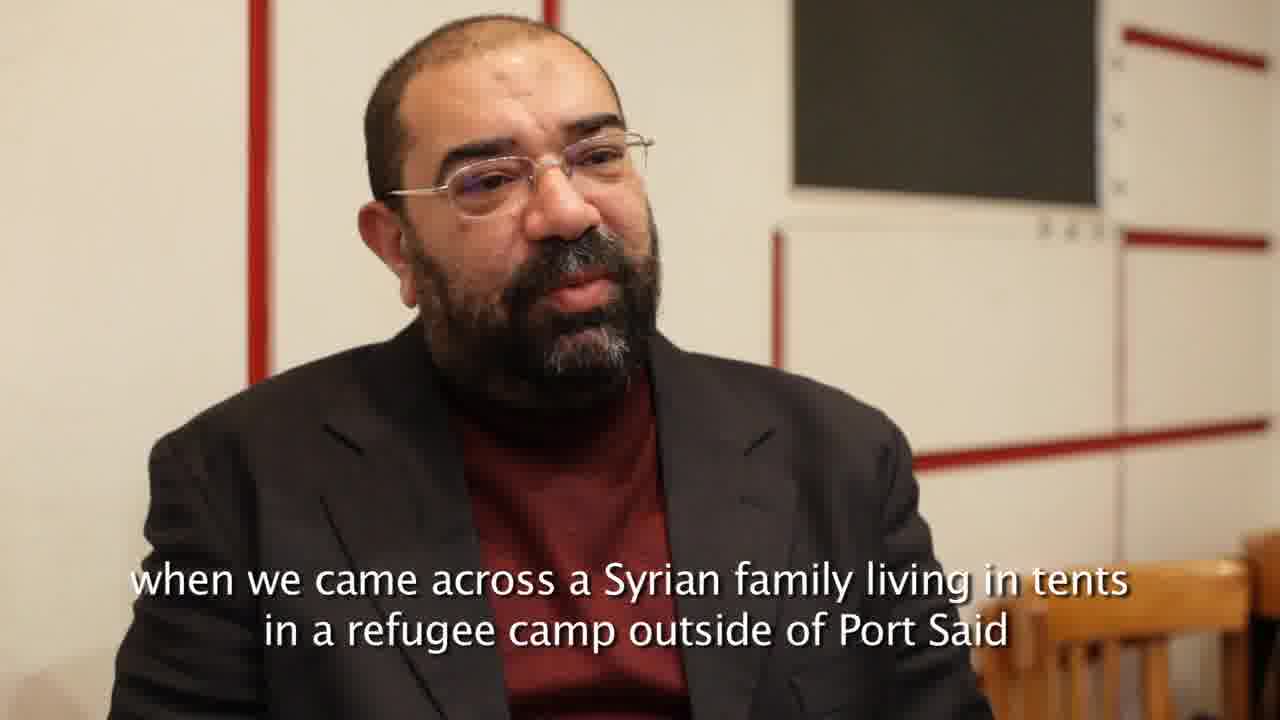 when we came across a Syrian family living in tents
in a refugee camp outside of Port Said